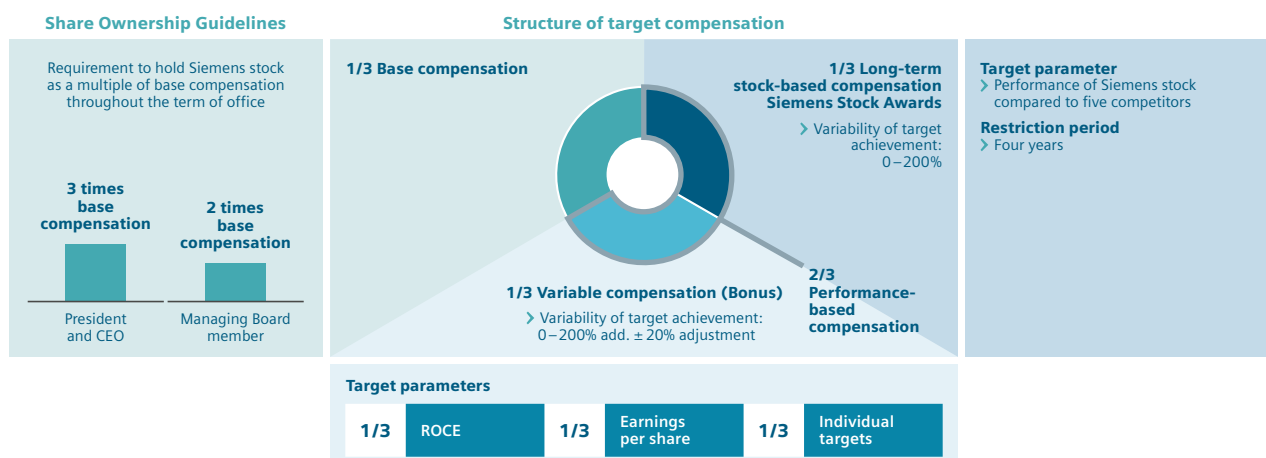 Share Ownership Guidelines
Requirement to hold Siemens stock
as a multiple of base compensation
throughout the term of office
3 times
base
compensation
2 times
base
compensation
President
and CEO
Managing Board
member
Structure of target compensation
1/3 Base compensation
1/3 Long-term
stock-based compensation
Siemens Stock Awards
Variability of target
achievement:
0–200%
2/3
Performance-
based
compensation
1/3 Variable compensation (Bonus)
Variability of target achievement:
0–200% add. ± 20% adjustment
Target parameter
Performance of Siemens stock
compared to five competitors
Restriction period
Four years
Target parameters
1/3 ROCE 1/3 Earnings
per share 1/3 Individual
targets